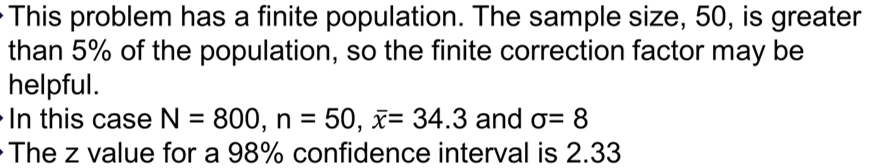 This problem has a finite population. The sample size, 50, is greater
than 5% of the population, so the finite correction factor may be
helpful.
In this case N = 800, n = 50, x̄= 34.3 and σ= 8
The z value for a 98% confidence interval is 2.33